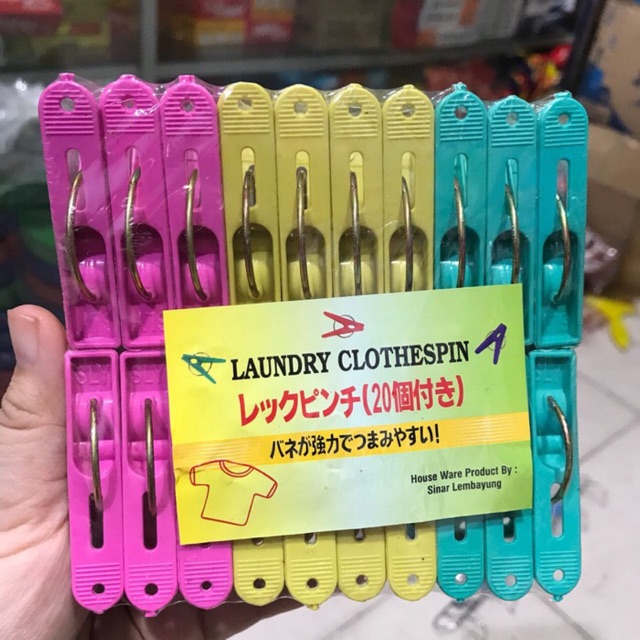 LAUNDRY CLOTHESPIN
レックピンチ(20個付き)
バネが強力でつまみやすい!
House Ware Product By :
Sinar Lembayung